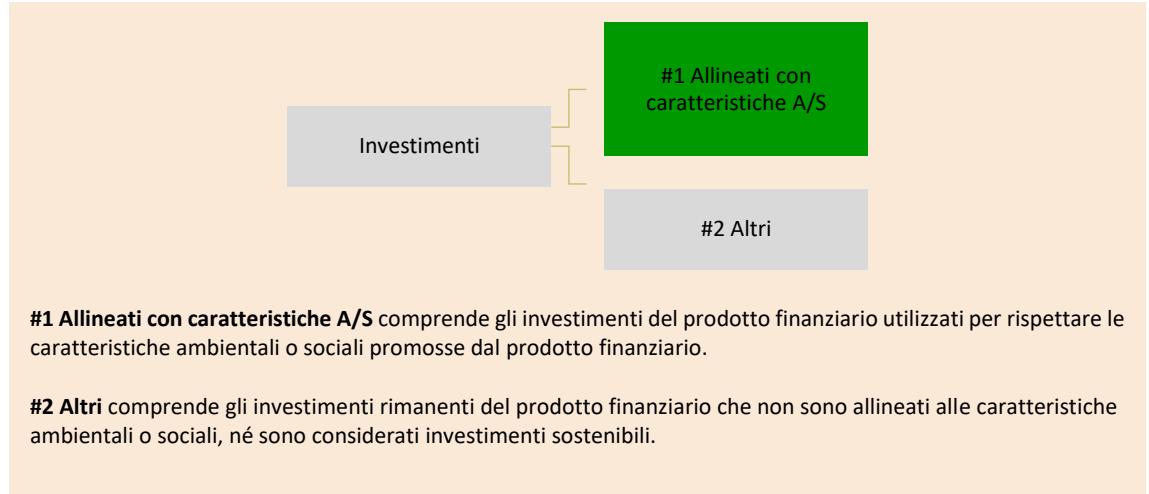 #1 Allineati con
caratteristiche A/S
Investimenti
#2 Altri
#1 Allineati con caratteristiche A/S comprende gli investimenti del prodotto finanziario utilizzati per rispettare le
caratteristiche ambientali o sociali promosse dal prodotto finanziario.
#2 Altri comprende gli investimenti rimanenti del prodotto finanziario che non sono allineati alle caratteristiche
ambientali o sociali, né sono considerati investimenti sostenibili.